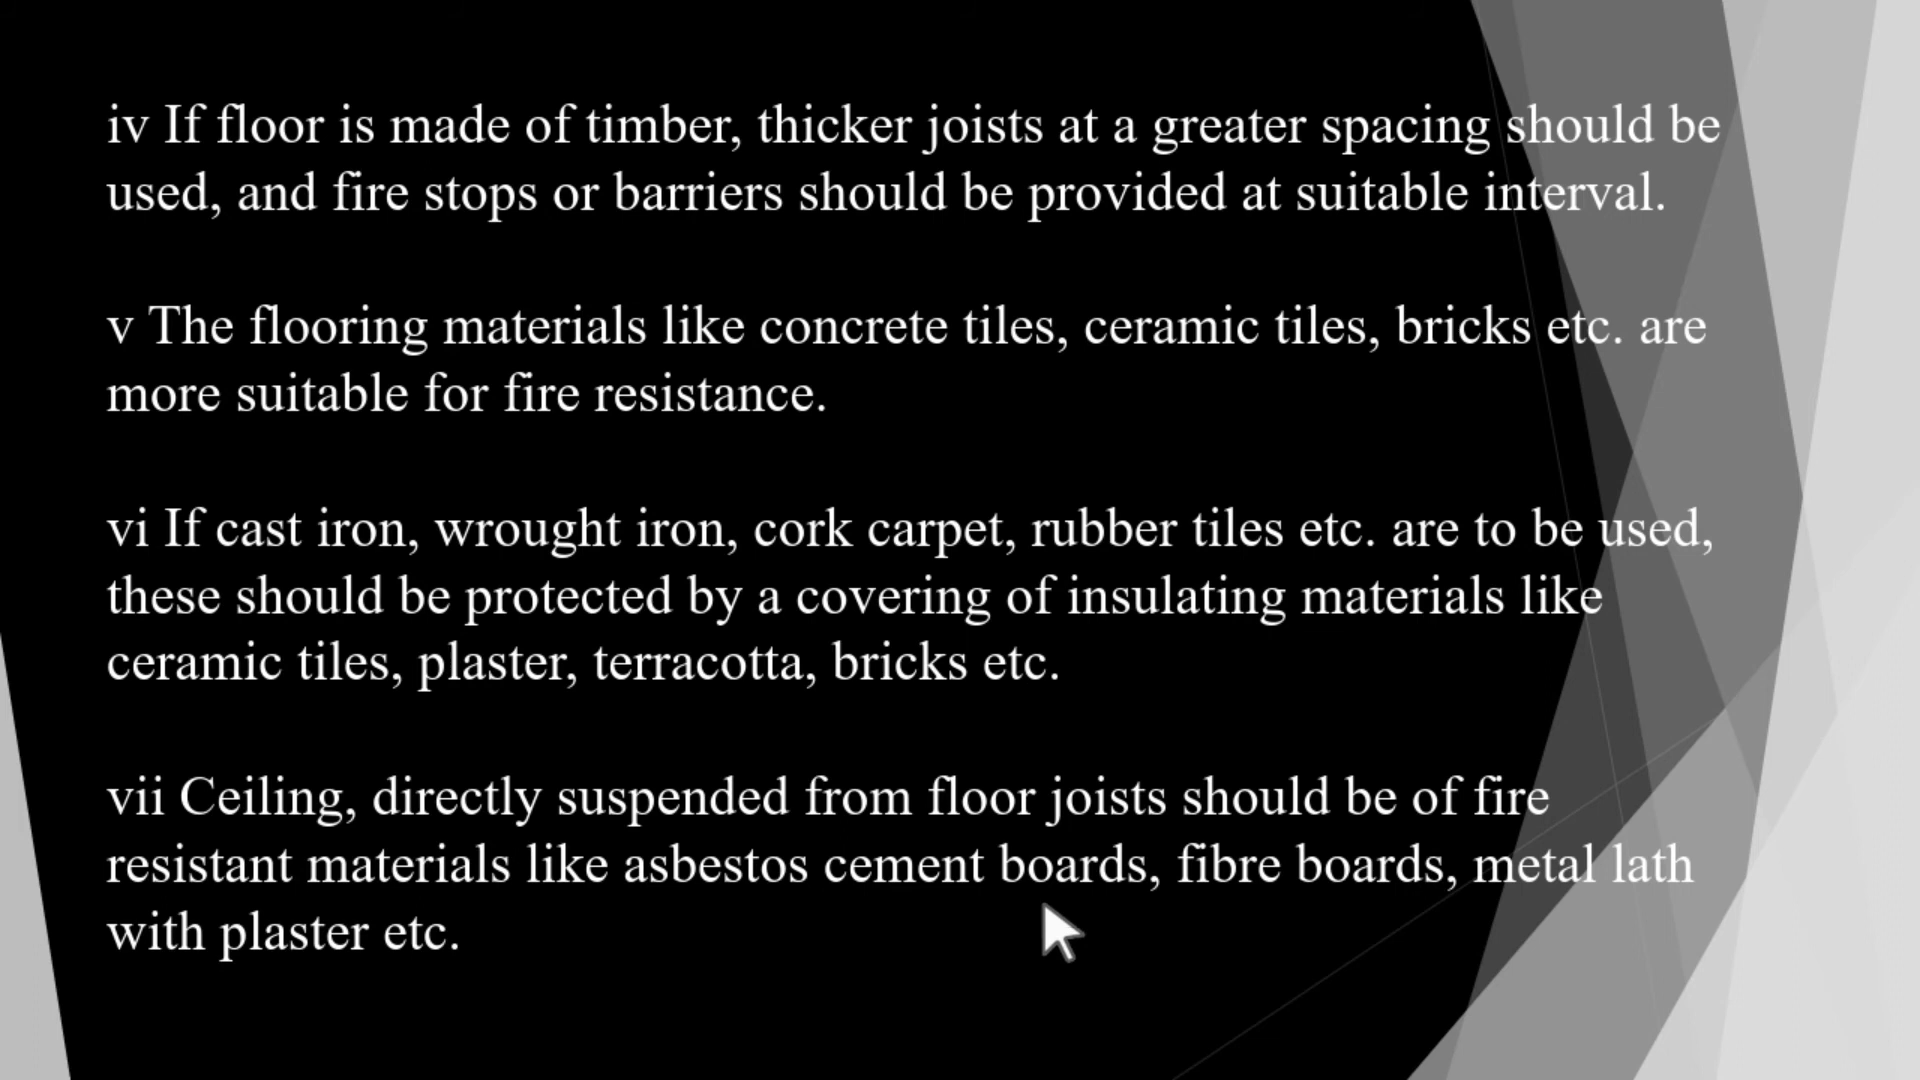 iv If floor is made of timber, thicker joists at a greater spacing should be
used, and fire stops or barriers should be provided at suitable interval.
v The flooring materials like concrete tiles, ceramic tiles, bricks etc. are
more suitable for fire resistance.
vi If cast iron, wrought iron, cork carpet, rubber tiles etc. are to be used,
these should be protected by a covering of insulating materials like
ceramic tiles, plaster, terracotta, bricks etc.
vii Ceiling, directly suspended from floor joists should be of fire
resistant materials like asbestos cement boards, fibre boards, metal lath
with plaster etc.